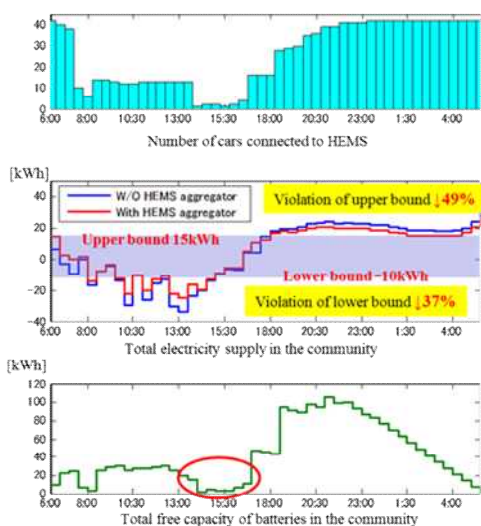 40
20
0
6:00 8:00 10:30 13:00 15:30 18:00 20:30 23:00 1:30 4:00
Number of cars connected to HEMS
[kWh]
40
20
0
−20
−40
W/O HEMS aggregator
With HEMS aggregator
Violation of upper bound ↓49%
Upper bound 15kWh
Lower bound −10kWh
Violation of lower bound ↓37%
6:00 8:00 10:30 13:00 15:30 18:00 20:30 23:00 1:30 4:00
Total electricity supply in the community
[kWh]
120
100
80
60
40
20
0
6:00 8:00 10:30 13:00 15:30 18:00 20:30 23:00 1:30 4:00
Total free capacity of batteries in the community